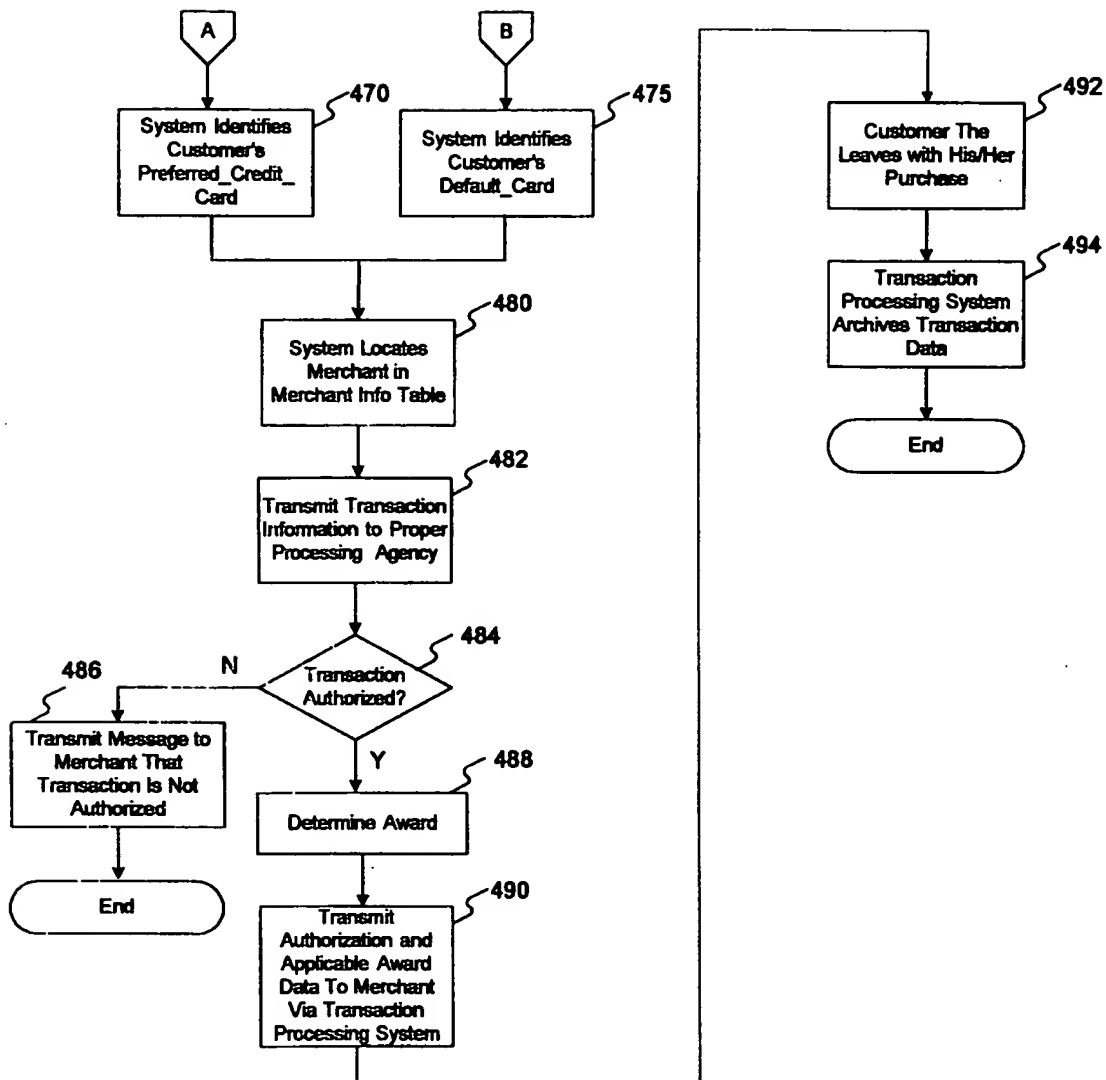 A
B
470
System Identifies
Customer's
Preferred_Credit_
Card
475
System Identifies
Customer's
Default_Card
480
System Locates
Merchant in
Merchant Info Table
482
Transmit Transaction
Information to Proper
Processing Agency
484
Transaction
Authorized?
N
Y
486
Transmit Message to
Merchant That
Transaction Is Not
Authorized
End
488
Determine Award
490
Transmit
Authorization and
Applicable Award
Data To Merchant
Via Transaction
Processing System
492
Customer The
Leaves with His/Her
Purchase
494
Transaction
Processing System
Archives Transaction
Data
End